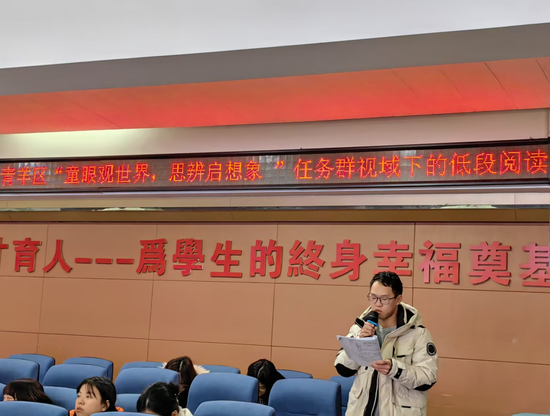 青羊区“童眼观世界，思辨启想象 ”任务群视域下的低段阅读
育人---爲學生的終身幸福奠基